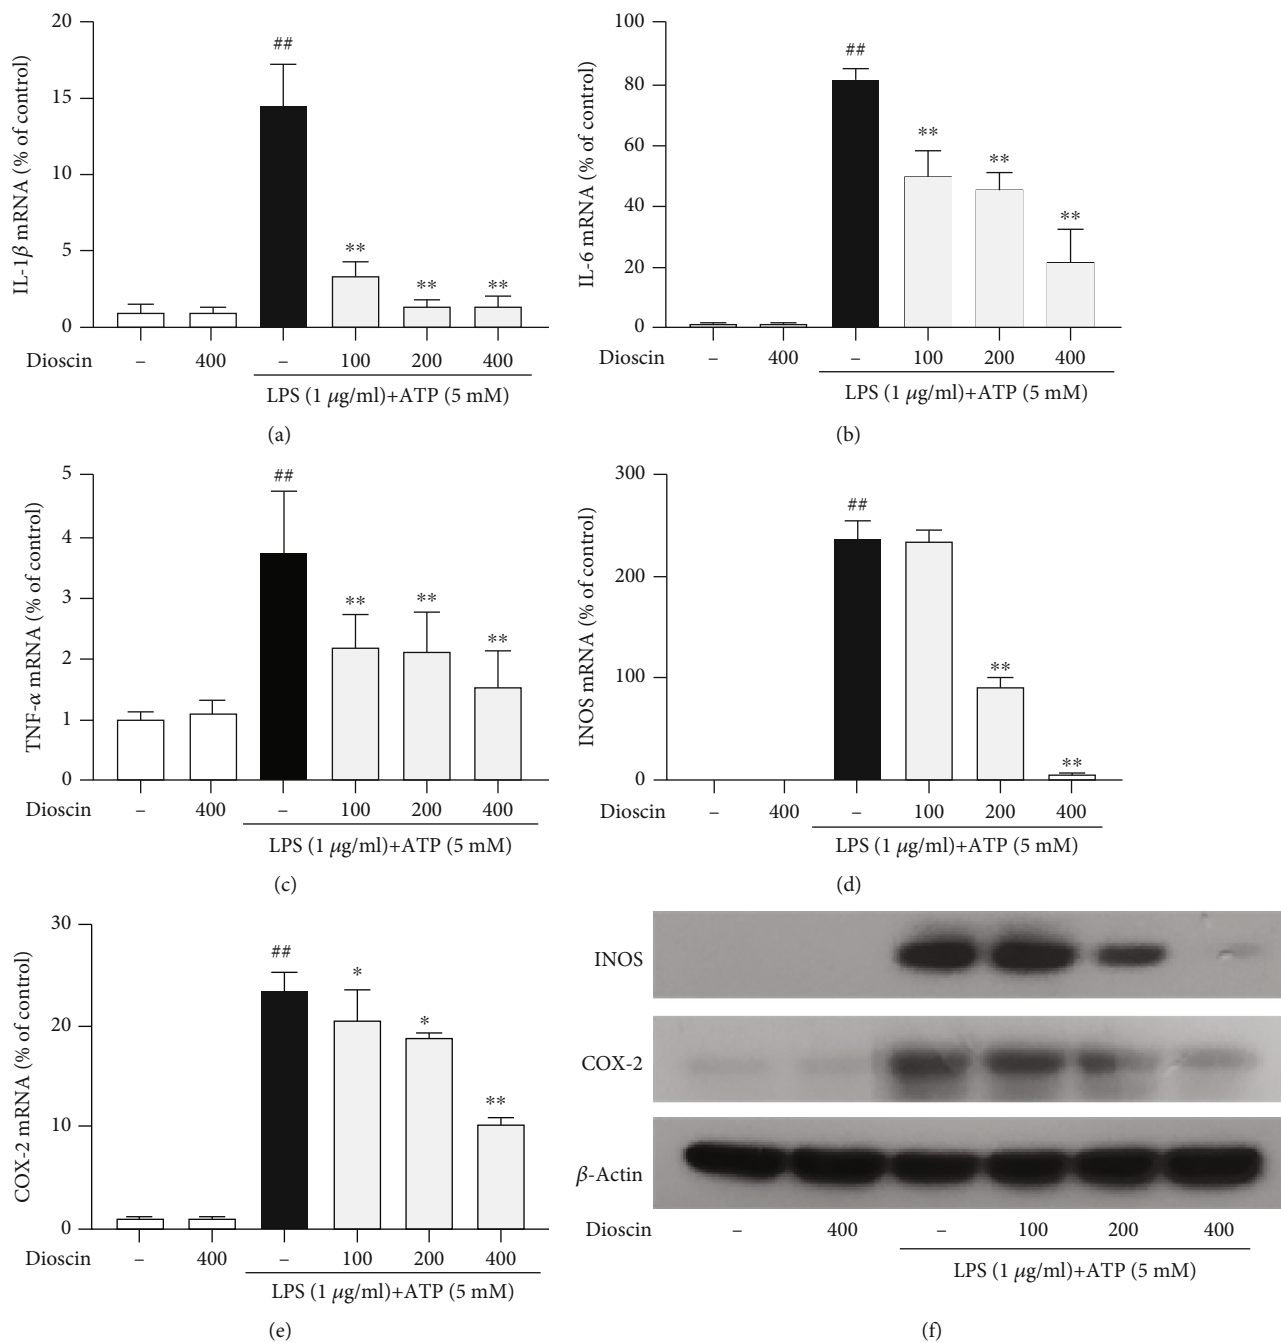 20
15
10
5
0
IL-1β mRNA (% of control)
##
**
**
**
Dioscin – 400 – 100 200 400
LPS (1 μg/ml)+ATP (5 mM)
(a)
100
80
60
40
20
0
IL-6 mRNA (% of control)
##
**
**
**
– 400 – 100 200 400
LPS (1 μg/ml)+ATP (5 mM)
(b)
5
4
3
2
1
0
TNF-α mRNA (% of control)
##
**
**
**
Dioscin – 400 – 100 200 400
LPS (1 μg/ml)+ATP (5 mM)
(c)
300
200
100
0
INOS mRNA (% of control)
##
**
**
– 400 – 100 200 400
LPS (1 μg/ml)+ATP (5 mM)
(d)
30
20
10
0
COX-2 mRNA (% of control)
##
*
*
**
Dioscin – 400 – 100 200 400
LPS (1 μg/ml)+ATP (5 mM)
(e)
INOS
COX-2
β-Actin
Dioscin – 400 – 100 200 400
LPS (1 μg/ml)+ATP (5 mM)
(f)